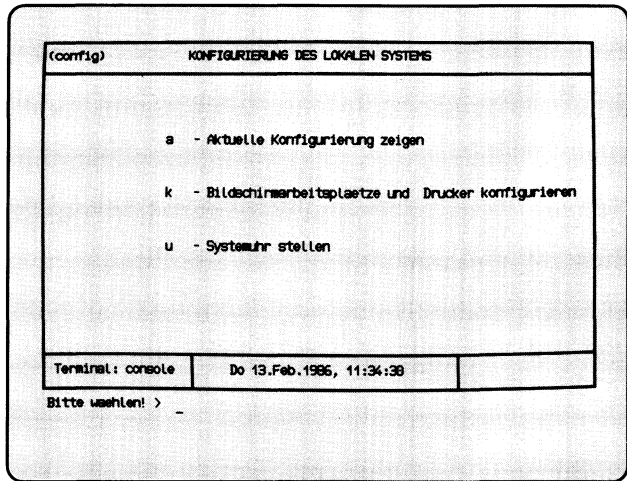 (config) KONFIGURIERUNG DES LOKALEN SYSTEMS
a - Aktuelle Konfigurierung zeigen
k - Bildschirmarbeitsplaetze und Drucker konfigurieren
u - Systemuhr stellen
Terminal: console Do 13.Feb.1986, 11:34:30
Bitte waehlen! > _